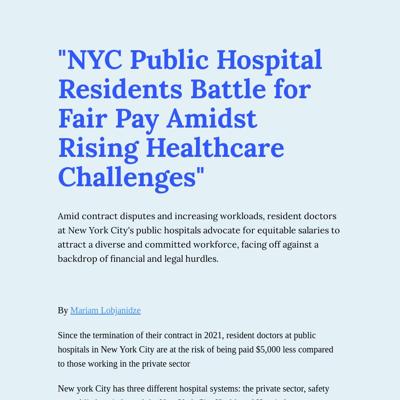 "NYC Public Hospital
Residents Battle for
Fair Pay Amidst
Rising Healthcare
Challenges"
Amid contract disputes and increasing workloads, resident doctors
at New York City's public hospitals advocate for equitable salaries to
attract a diverse and committed workforce, facing off against a
backdrop of financial and legal hurdles.
By Mariam Lobjanidze
Since the termination of their contract in 2021, resident doctors at public
hospitals in New York City are at the risk of being paid $5,000 less compared
to those working in the private sector
New york City has three different hospital systems: the private sector, safety